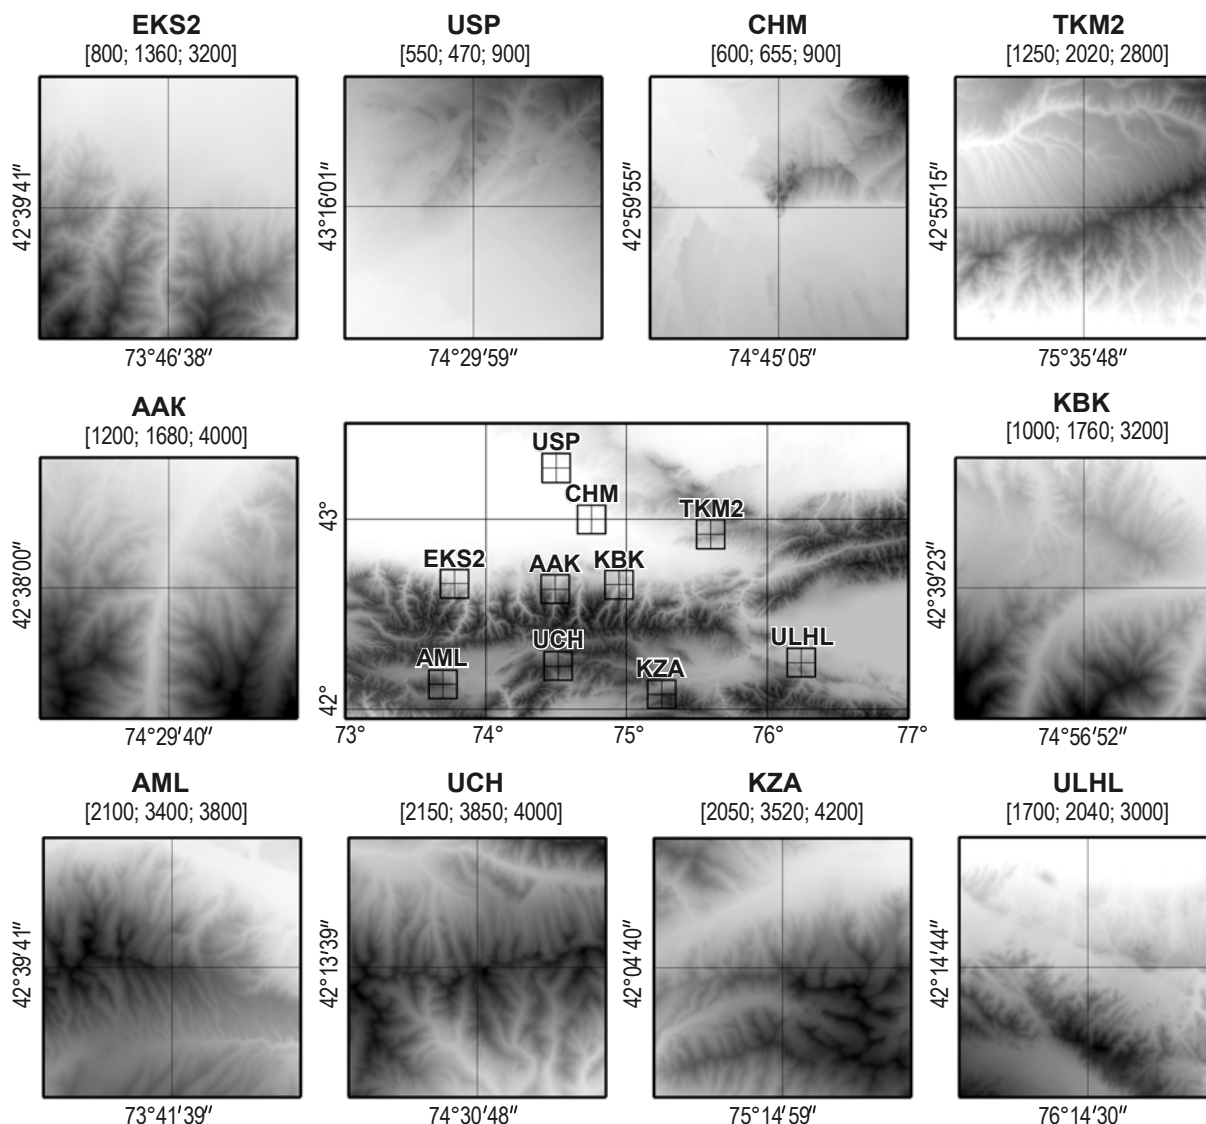 EKS2
[800; 1360; 3200]
42°39′41″
73°46′38″
USP
[550; 470; 900]
43°16′01″
74°29′59″
CHM
[600; 655; 900]
42°59′55″
74°45′05″
TKM2
[1250; 2020; 2800]
42°55′15″
75°35′48″
AAK
[1200; 1680; 4000]
42°38′00″
74°29′40″
USP
CHM
43°
TKM2
EKS2
AAK
KBK
UCH
ULHL
AML
KZA
42°
73°
74°
75°
76°
77°
KBK
[1000; 1760; 3200]
42°39′23″
74°56′52″
AML
[2100; 3400; 3800]
42°39′41″
73°41′39″
UCH
[2150; 3850; 4000]
42°13′39″
74°30′48″
KZA
[2050; 3520; 4200]
42°04′40″
75°14′59″
ULHL
[1700; 2040; 3000]
42°14′44″
76°14′30″